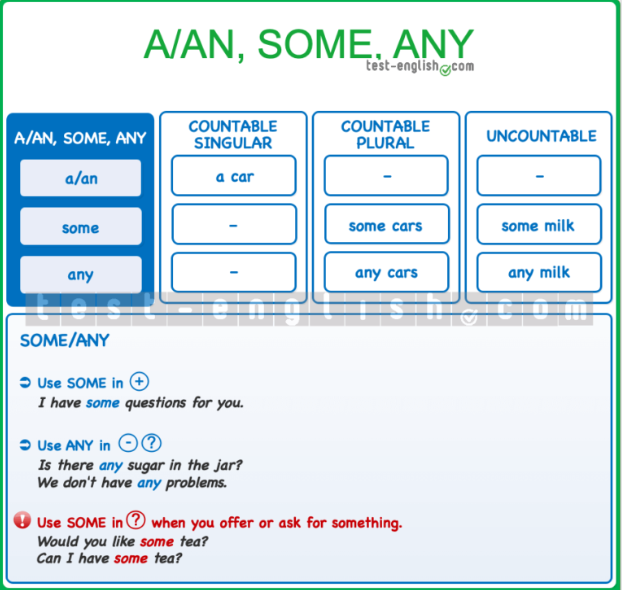 A/AN, SOME, ANY
test-english.com
A/AN, SOME, ANY
COUNTABLE
SINGULAR
COUNTABLE
PLURAL
UNCOUNTABLE
a/an
a car
-
-
some
-
some cars
some milk
any
-
any cars
any milk
test-english.com
SOME/ANY
Use SOME in +
I have some questions for you.
Use ANY in - ?
Is there any sugar in the jar?
We don't have any problems.
! Use SOME in ? when you offer or ask for something.
Would you like some tea?
Can I have some tea?